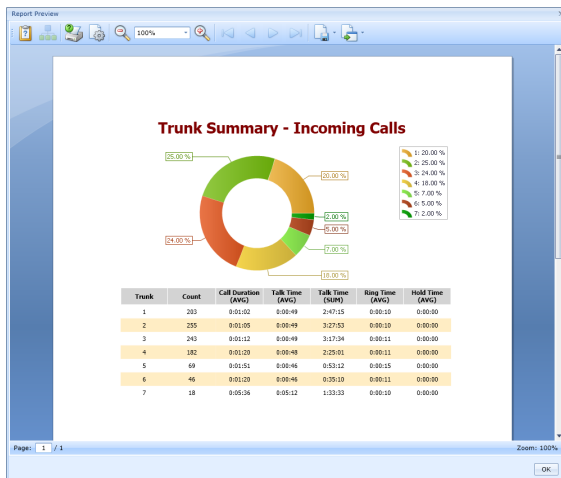 Report Preview
100%
Trunk Summary - Incoming Calls
25.00 %
20.00 %
2.00 %
5.00 %
7.00 %
18.00 %
24.00 %
1: 20.00 %
2: 25.00 %
3: 24.00 %
4: 18.00 %
5: 7.00 %
6: 5.00 %
7: 2.00 %
Trunk Count Call Duration (AVG) Talk Time (AVG) Talk Time (SUM) Ring Time (AVG) Hold Time (AVG)
1 203 0:01:02 0:00:49 2:47:15 0:00:10 0:00:00
2 255 0:01:05 0:00:49 3:27:53 0:00:10 0:00:00
3 243 0:01:12 0:00:49 3:17:34 0:00:11 0:00:00
4 182 0:01:20 0:00:48 2:25:01 0:00:11 0:00:00
5 69 0:01:51 0:00:46 0:53:12 0:00:15 0:00:00
6 46 0:01:20 0:00:46 0:35:10 0:00:11 0:00:00
7 18 0:05:36 0:05:12 1:33:33 0:00:10 0:00:00
Page: 1 / 1 Zoom: 100%
OK